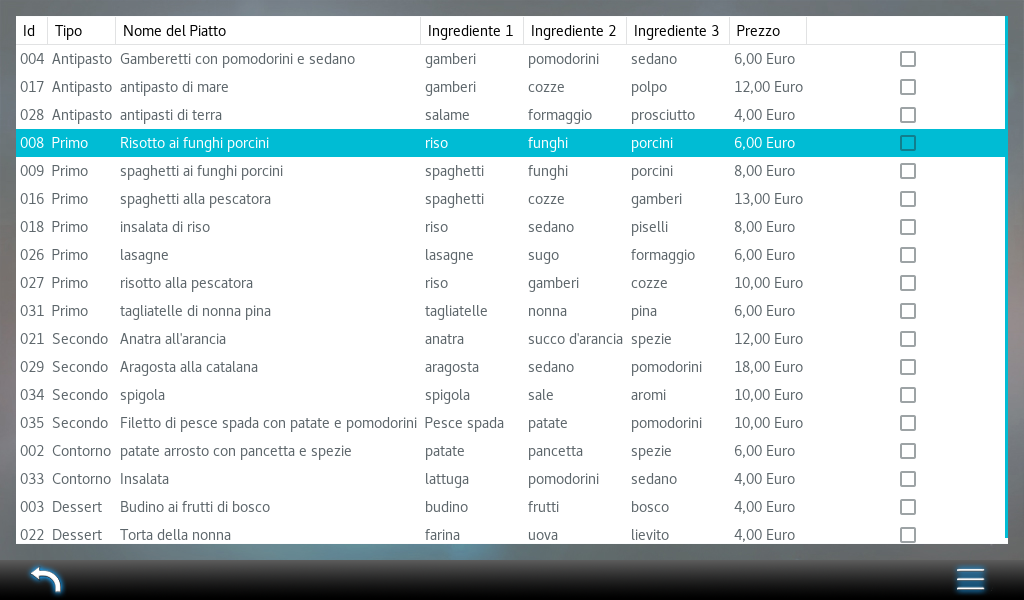 Id Tipo Nome del Piatto Ingrediente 1 Ingrediente 2 Ingrediente 3 Prezzo
004 Antipasto Gamberetti con pomodorini e sedano gamberi pomodorini sedano 6,00 Euro
017 Antipasto antipasto di mare gamberi cozze polpo 12,00 Euro
028 Antipasto antipasti di terra salame formaggio prosciutto 4,00 Euro
008 Primo Risotto ai funghi porcini riso funghi porcini 6,00 Euro
009 Primo spaghetti ai funghi porcini spaghetti funghi porcini 8,00 Euro
016 Primo spaghetti alla pescatora spaghetti cozze gamberi 13,00 Euro
018 Primo insalata di riso riso sedano piselli 8,00 Euro
026 Primo lasagne lasagne sugo formaggio 6,00 Euro
027 Primo risotto alla pescatora riso gamberi cozze 10,00 Euro
031 Primo tagliatelle di nonna pina tagliatelle nonna pina 6,00 Euro
021 Secondo Anatra all'arancia anatra succo d'arancia spezie 12,00 Euro
029 Secondo Aragosta alla catalana aragosta sedano pomodorini 18,00 Euro
034 Secondo spigola spigola sale aromi 10,00 Euro
035 Secondo Filetto di pesce spada con patate e pomodorini Pesce spada patate pomodorini 10,00 Euro
002 Contorno patate arrosto con pancetta e spezie patate pancetta spezie 6,00 Euro
033 Contorno Insalata lattuga pomodorini sedano 4,00 Euro
003 Dessert Budino ai frutti di bosco budino frutti bosco 4,00 Euro
022 Dessert Torta della nonna farina uova lievito 4,00 Euro